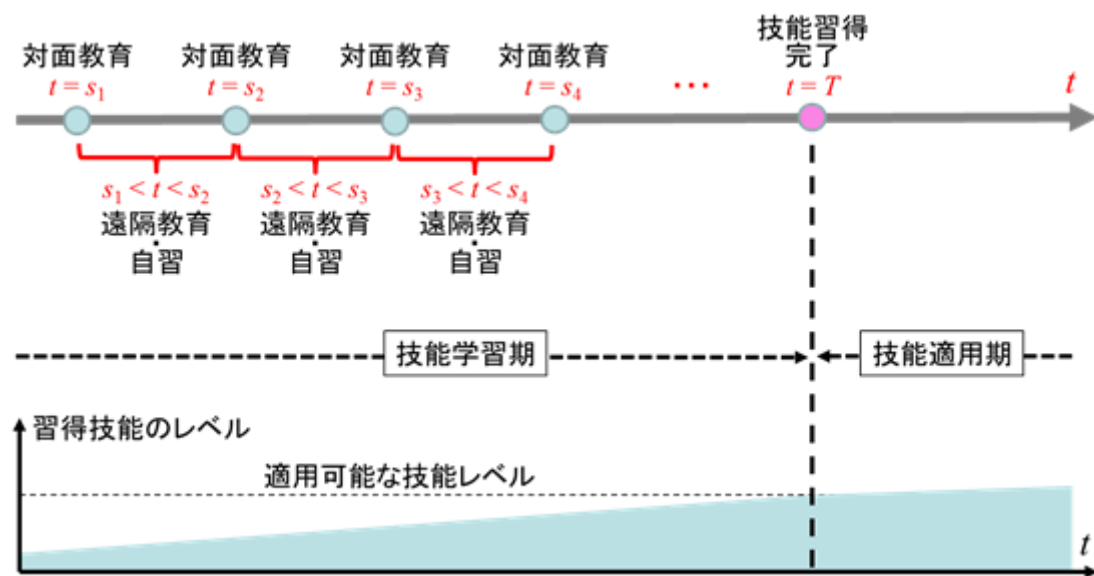 対面教育 対面教育 対面教育 対面教育 技能習得
完了
t = s1 t = s2 t = s3 t = s4 … t = T t
s1 < t < s2 s2 < t < s3 s3 < t < s4
遠隔教育 遠隔教育 遠隔教育
・ ・ ・
自習 自習 自習
技能学習期 技能適用期
習得技能のレベル
適用可能な技能レベル
t